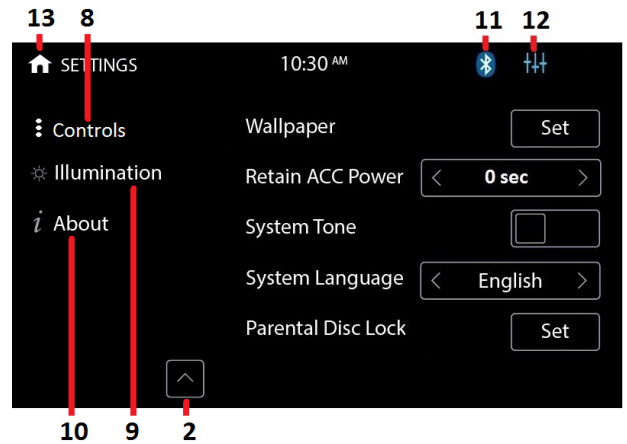 13 8 11 12
SETTINGS 10:30 AM
Controls
Illumination
i About
Wallpaper Set
Retain ACC Power < 0 sec >
System Tone
System Language < English >
Parental Disc Lock Set
10 9 2